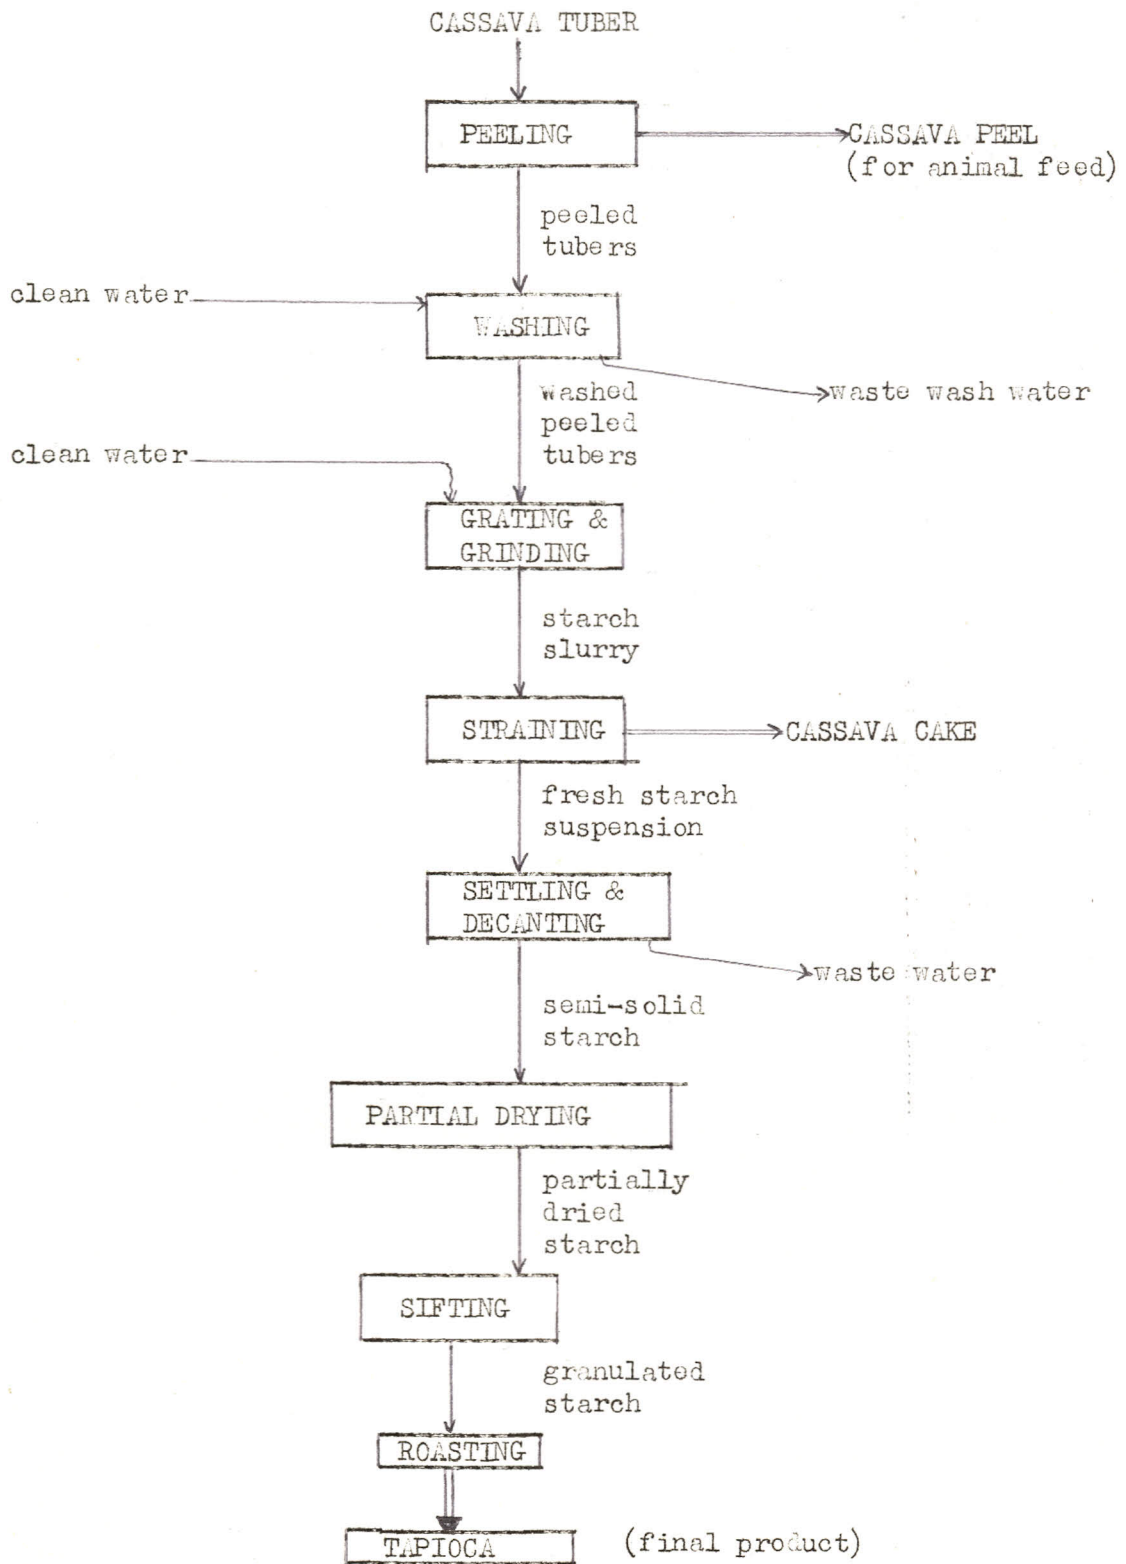 CASSAVA TUBER
PEELING
CASSAVA PEEL
(for animal feed)
peeled
tubers
clean water
WASHING
waste wash water
washed
peeled
tubers
clean water
GRATING &
GRINDING
starch
slurry
STRAINING
CASSAVA CAKE
fresh starch
suspension
SETTLING &
DECANTING
waste water
semi-solid
starch
PARTIAL DRYING
partially
dried
starch
SIFTING
granulated
starch
ROASTING
TAPIOCA
(final product)